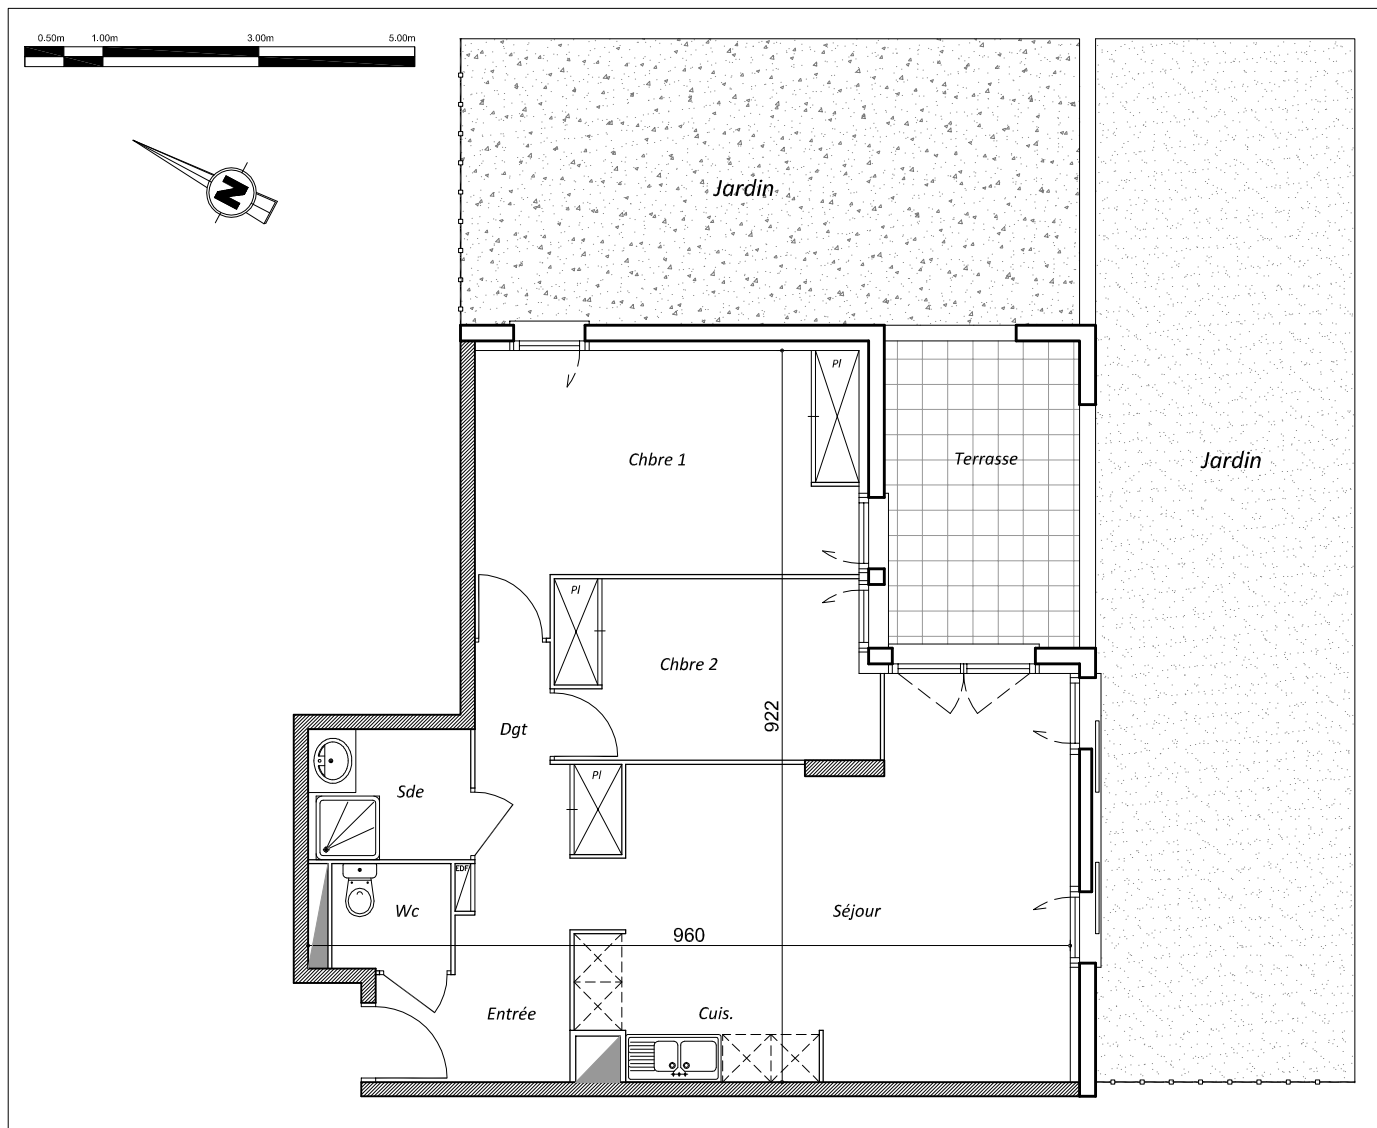 0.50m 1.00m 3.00m 5.00m
N
Jardin
Pl
Chbre 1
Terrasse
Jardin
Pl
Chbre 2
922
Dgt
Pl
Sde
EDF
Wc
Séjour
960
Entrée
Cuis.